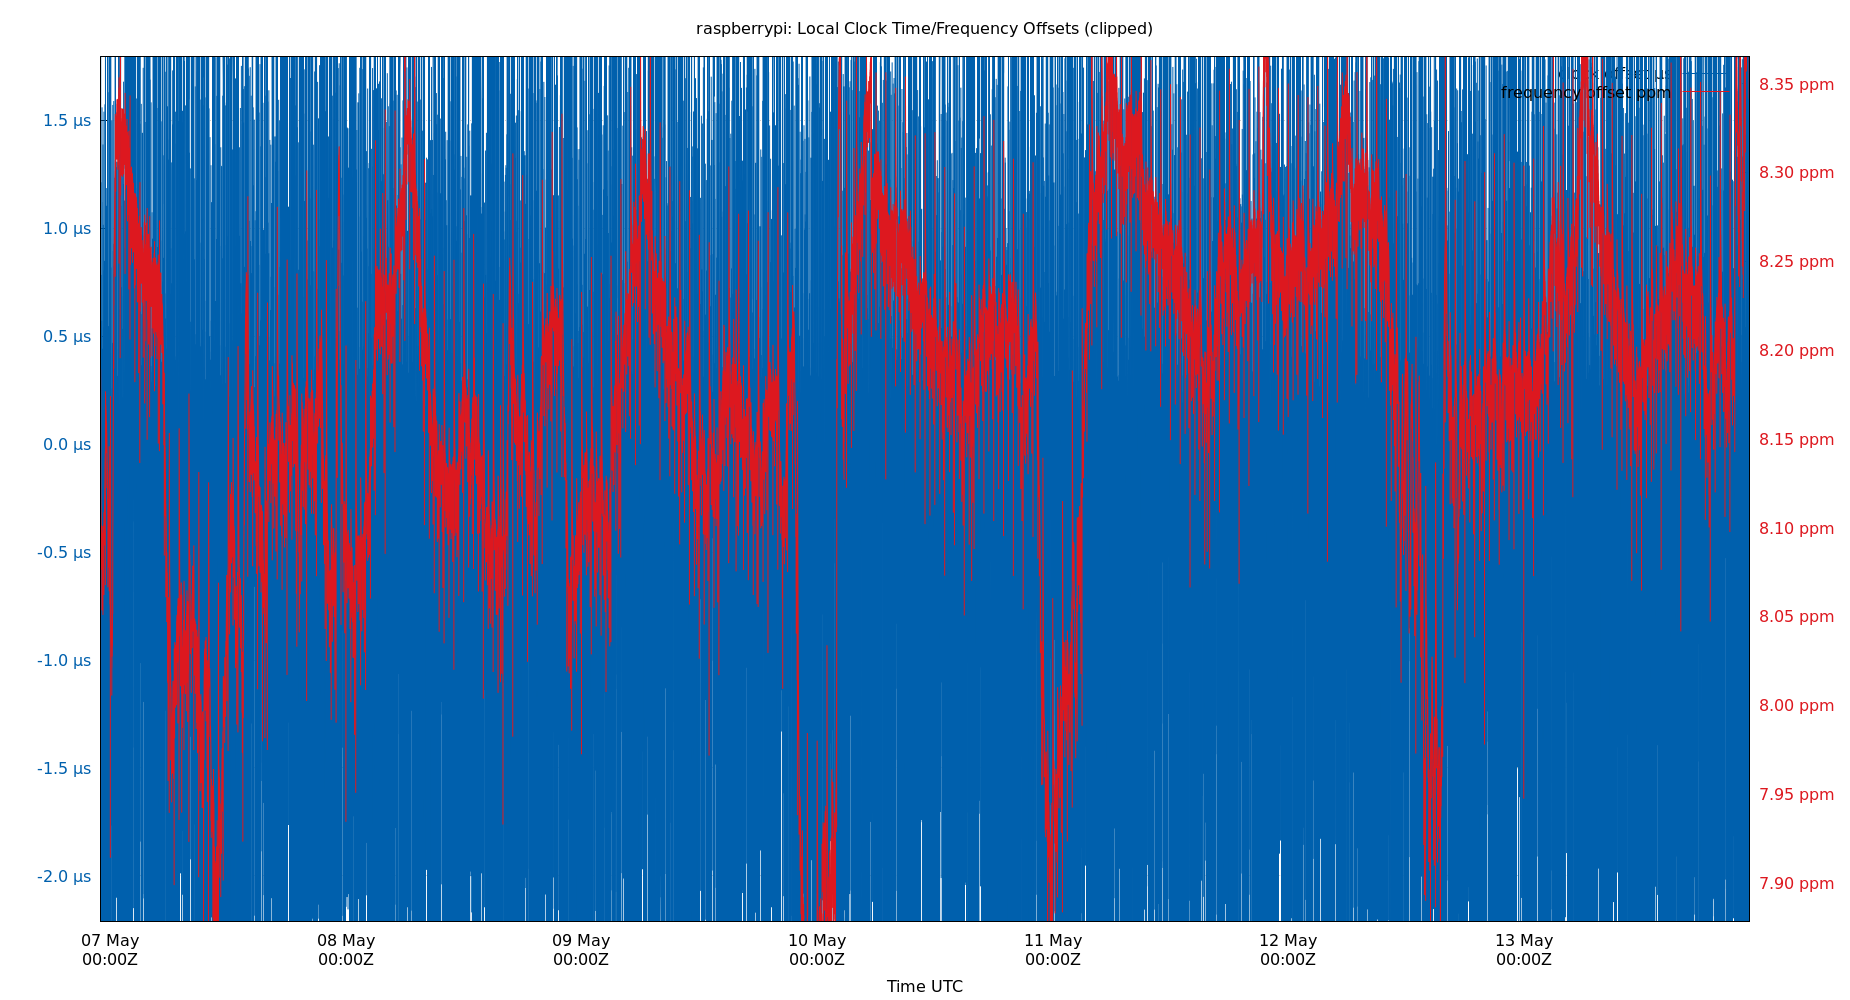 raspberrypi: Local Clock Time/Frequency Offsets (clipped)
clock offset µs
frequency offset ppm
1.5 µs
1.0 µs
0.5 µs
0.0 µs
-0.5 µs
-1.0 µs
-1.5 µs
-2.0 µs
8.35 ppm
8.30 ppm
8.25 ppm
8.20 ppm
8.15 ppm
8.10 ppm
8.05 ppm
8.00 ppm
7.95 ppm
7.90 ppm
07 May 08 May 09 May 10 May 11 May 12 May 13 May
00:00Z 00:00Z 00:00Z 00:00Z 00:00Z 00:00Z 00:00Z
Time UTC